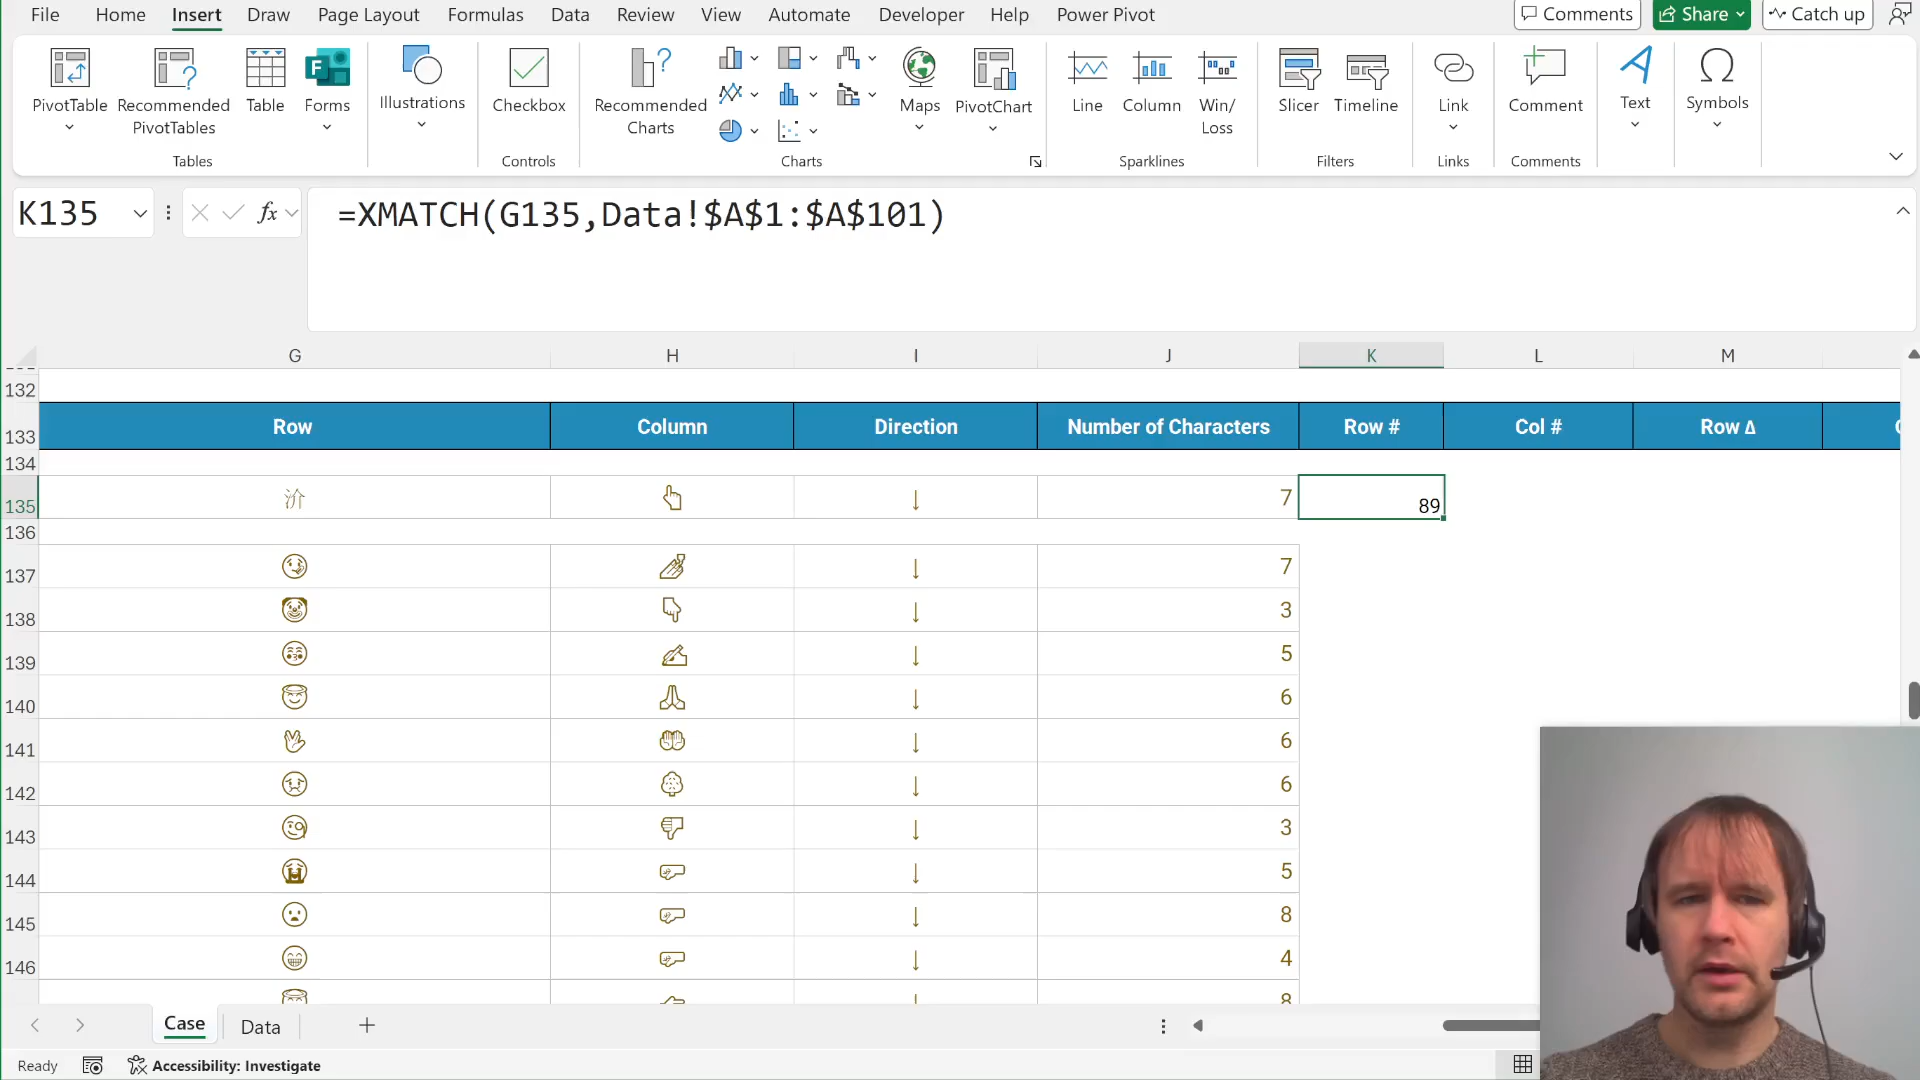 File Home Insert Draw Page Layout Formulas Data Review View Automate Developer Help Power Pivot Comments Share Catch up
PivotTable
Recommended PivotTables
Table
Forms
Illustrations
Checkbox
Recommended Charts
Maps
PivotChart
Line
Column
Win/Loss
Slicer
Timeline
Link
Comment
Text
Symbols
Tables Controls Charts Sparklines Filters Links Comments
K135 fx =XMATCH(G135,Data!$A$1:$A$101)
G H I J K L M
132
133 Row Column Direction Number of Characters Row # Col # Row Δ
134
135 ↓ 7 89
136
137 ↓ 7
138 ↓ 3
139 ↓ 5
140 ↓ 6
141 ↓ 6
142 ↓ 6
143 ↓ 3
144 ↓ 5
145 ↓ 8
146 ↓ 4
8
Case Data
Ready Accessibility: Investigate